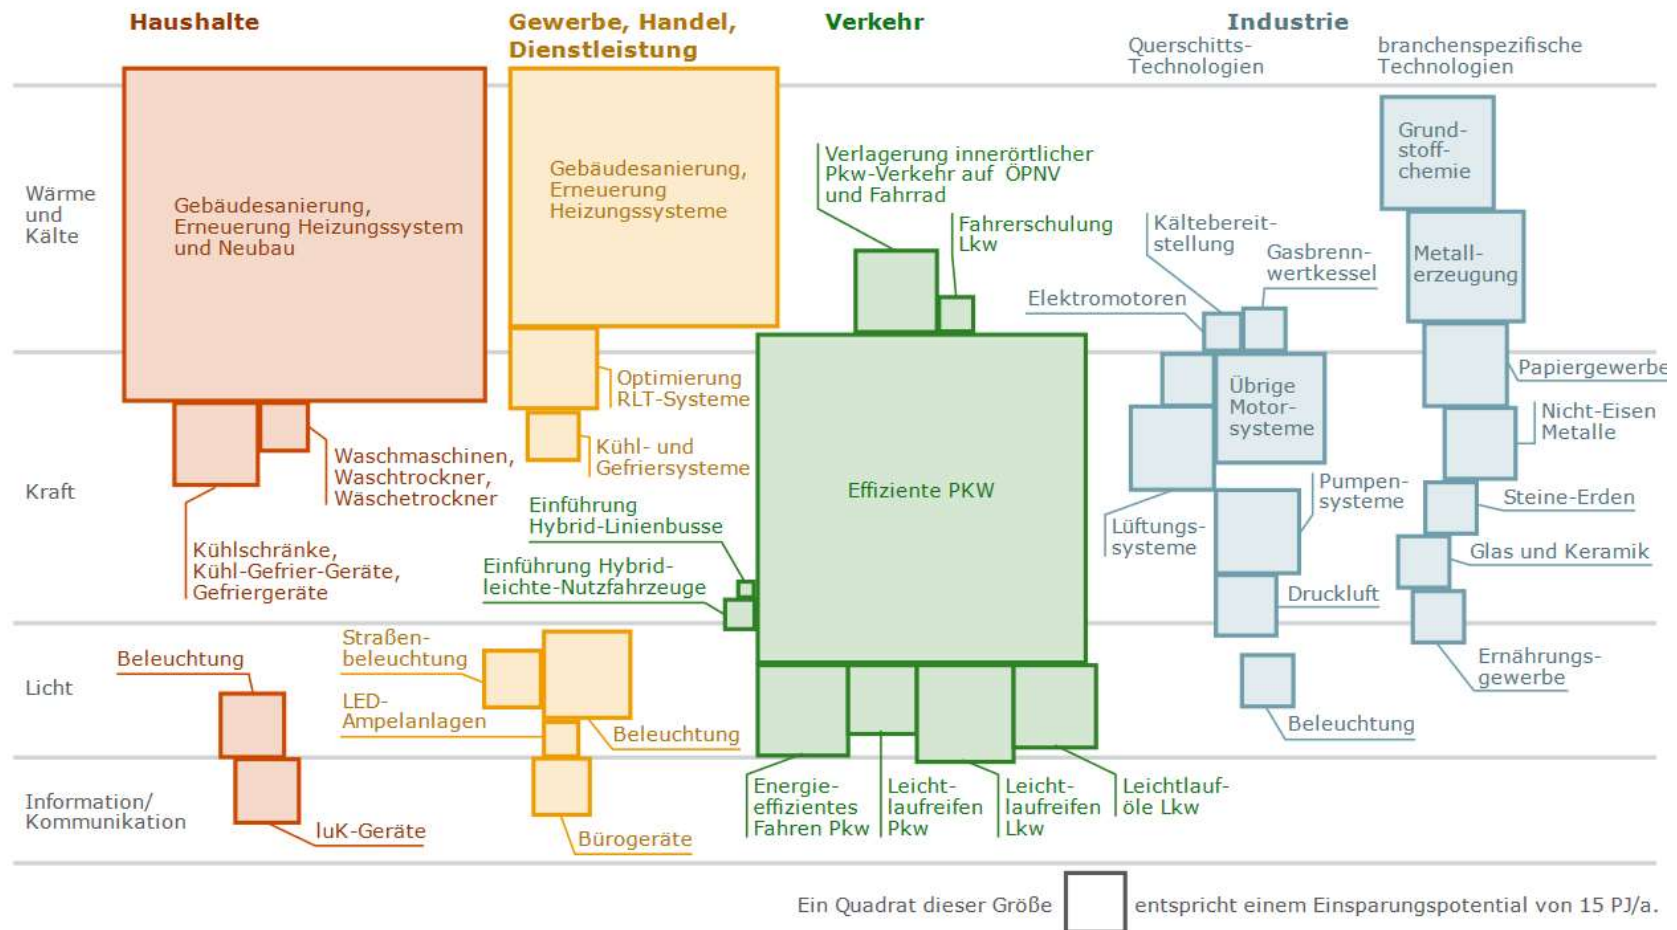 Haushalte
Gewerbe, Handel,
Dienstleistung
Verkehr
Industrie
Querschitts-
Technologien
branchenspezifische
Technologien
Wärme
und
Kälte
Gebäudesanierung,
Erneuerung Heizungssystem
und Neubau
Gebäudesanierung,
Erneuerung
Heizungssysteme
Verlagerung innerörtlicher
Pkw-Verkehr auf ÖPNV
und Fahrrad
Fahrerschulung
Lkw
Kältebereit-
stellung
Gasbrenn-
wertkessel
Elektromotoren
Grund-
stoff-
chemie
Metall-
erzeugung
Kraft
Waschmaschinen,
Waschtrockner,
Wäschetrockner
Kühlschränke,
Kühl-Gefrier-Geräte,
Gefriergeräte
Optimierung
RLT-Systeme
Kühl- und
Gefriersysteme
Einführung
Hybrid-Linienbusse
Einführung Hybrid-
leichte-Nutzfahrzeuge
Effiziente PKW
Übrige
Motor-
systeme
Lüftungs-
systeme
Pumpen-
systeme
Druckluft
Papiergewerbe
Nicht-Eisen
Metalle
Steine-Erden
Glas und Keramik
Ernährungs-
gewerbe
Licht
Beleuchtung
Straßen-
beleuchtung
LED-
Ampelanlagen
Beleuchtung
Beleuchtung
Energie-
effizientes
Fahren Pkw
Leicht-
laufreifen
Pkw
Leicht-
laufreifen
Lkw
Leichtlauf-
öle Lkw
Information/
Kommunikation
IuK-Geräte
Bürogeräte
Ein Quadrat dieser Größe entspricht einem Einsparungspotential von 15 PJ/a.